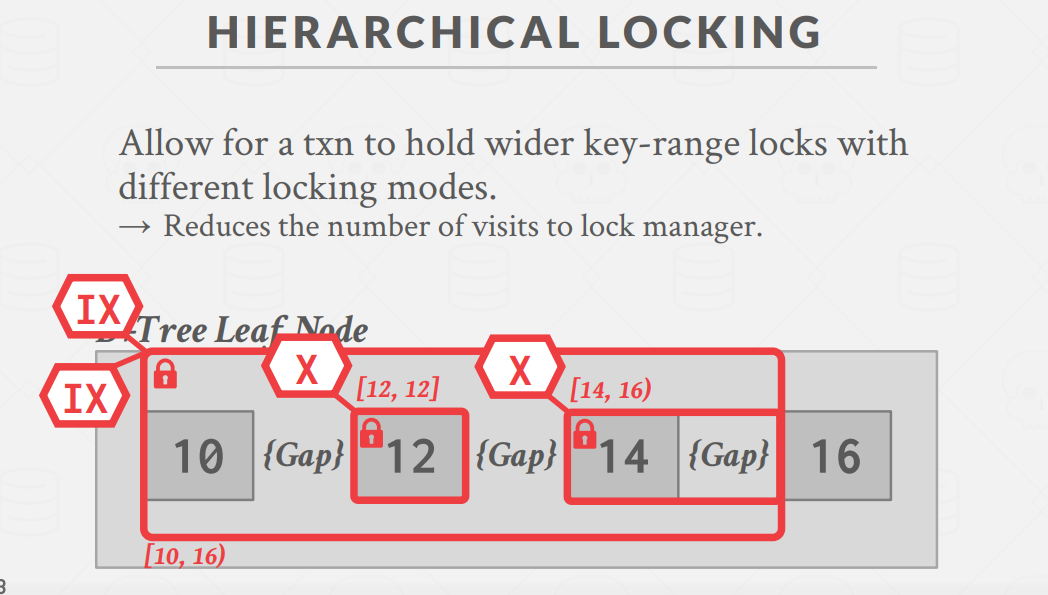 HIERARCHICAL LOCKING
Allow for a txn to hold wider key-range locks with
different locking modes.
→ Reduces the number of visits to lock manager.
IX
Tree Leaf Node
X
X
IX
[12, 12]
[14, 16)
10 {Gap} 12 {Gap} 14 {Gap} 16
[10, 16)